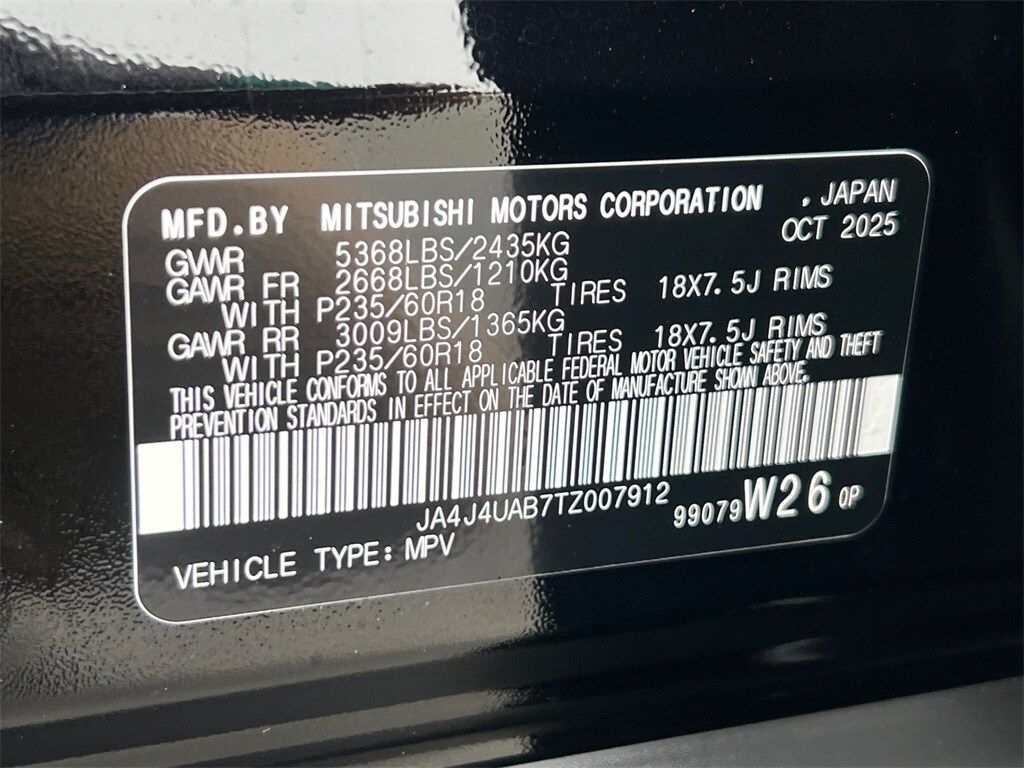 MFD.BY MITSUBISHI MOTORS CORPORATION , JAPAN
OCT 2025
GVWR 5368LBS/2435KG
GAWR FR 2668LBS/1210KG
WITH P235/60R18 TIRES 18X7.5J RIMS
GAWR RR 3009LBS/1365KG
WITH P235/60R18 TIRES 18X7.5J RIMS
THIS VEHICLE CONFORMS TO ALL APPLICABLE FEDERAL MOTOR VEHICLE SAFETY AND THEFT
PREVENTION STANDARDS IN EFFECT ON THE DATE OF MANUFACTURE SHOWN ABOVE.
JA4J4UAB7TZ007912
99079W26 0P
VEHICLE TYPE: MPV